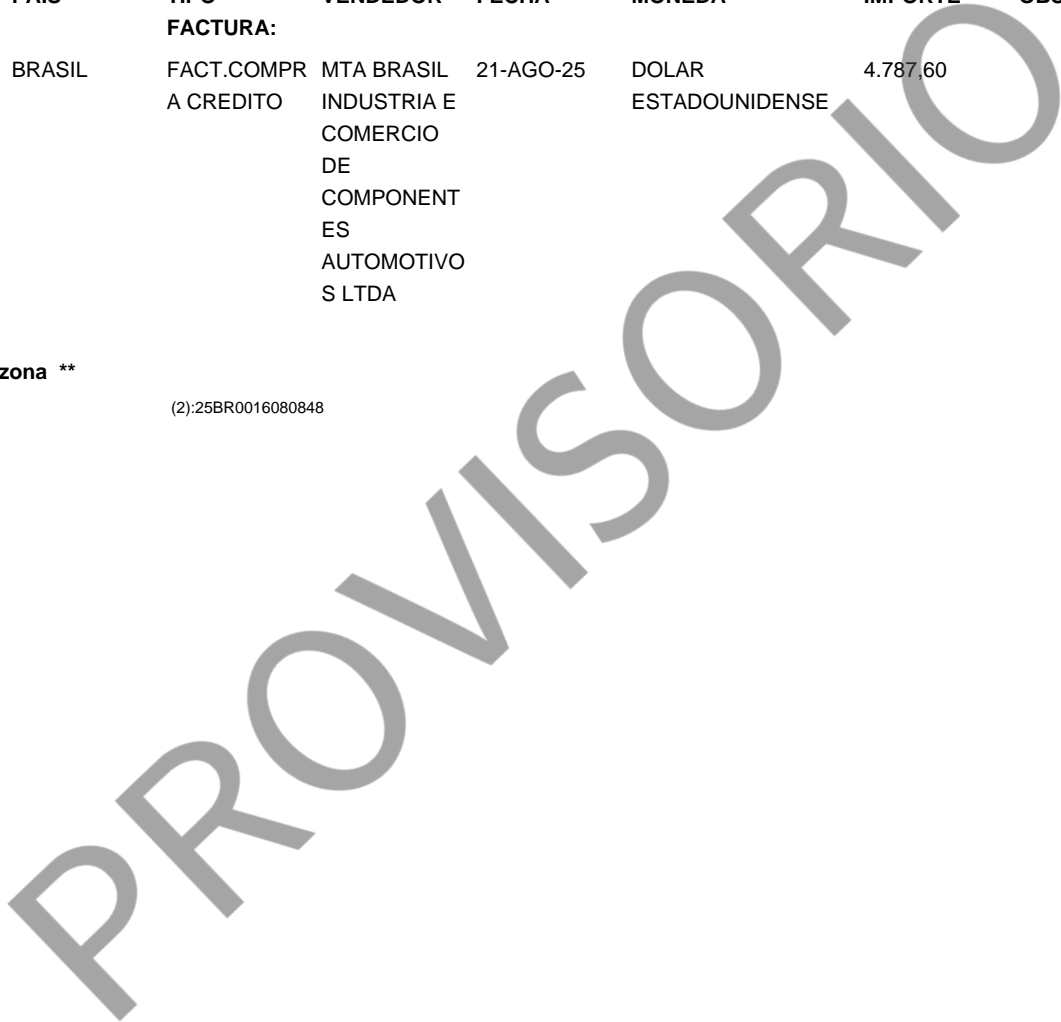 FACTURA:
BRASIL FACT.COMPR MTA BRASIL 21-AGO-25 DOLAR 4.787,60
A CREDITO INDUSTRIA E ESTADOUNIDENSE
COMERCIO
DE
COMPONENT
ES
AUTOMOTIVO
S LTDA
zona **
(2):25BR0016080848
PROVISORIO